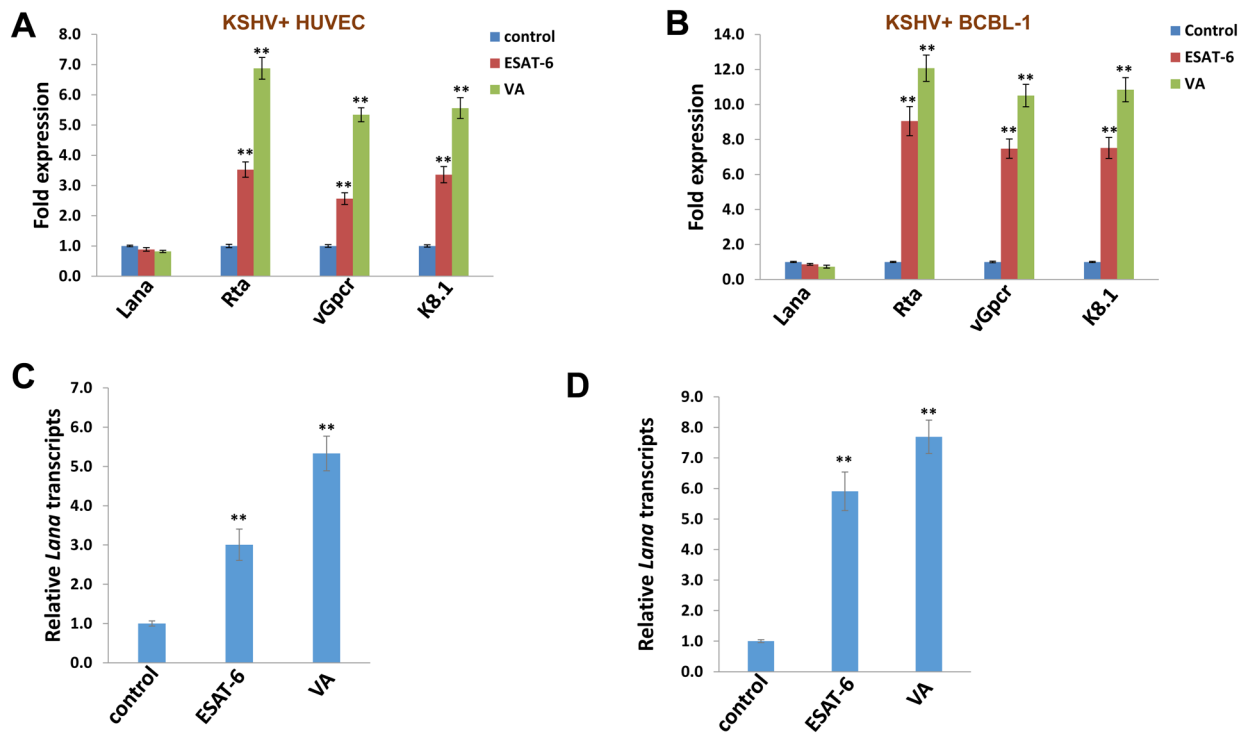 A
KSHV+ HUVEC
8.0
7.0
6.0
5.0
4.0
3.0
2.0
1.0
0.0
Fold expression
**
**
**
**
**
**
Lana
Rta
vGpcr
K8.1
control
ESAT-6
VA
B
KSHV+ BCBL-1
14.0
12.0
10.0
8.0
6.0
4.0
2.0
0.0
Fold expression
**
**
**
**
**
**
Lana
Rta
vGpcr
K8.1
Control
ESAT-6
VA
C
7.0
6.0
5.0
4.0
3.0
2.0
1.0
0.0
Relative Lana transcripts
**
**
control
ESAT-6
VA
D
9.0
8.0
7.0
6.0
5.0
4.0
3.0
2.0
1.0
0.0
Relative Lana transcripts
**
**
control
ESAT-6
VA